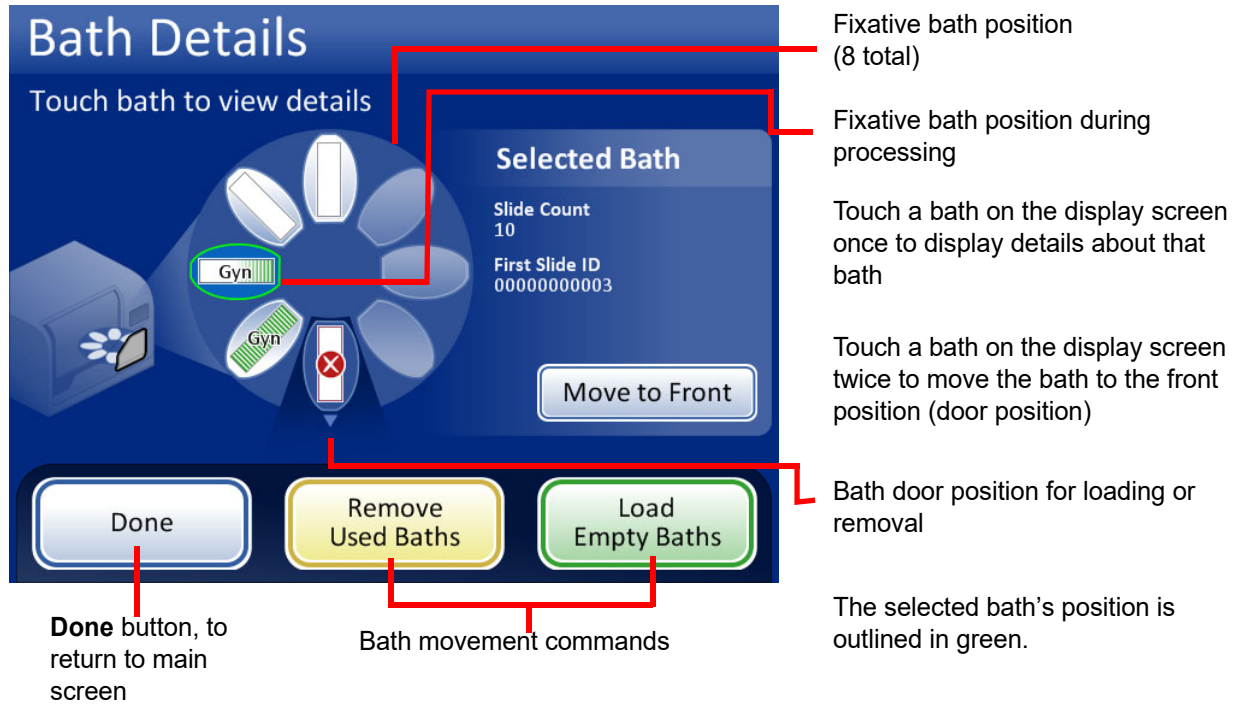 Bath Details
Touch bath to view details
Gyn
Gyn
Selected Bath
Slide Count
10
First Slide ID
00000000003
Move to Front
Done
Remove
Used Baths
Load
Empty Baths
Fixative bath position
(8 total)
Fixative bath position during
processing
Touch a bath on the display screen
once to display details about that
bath
Touch a bath on the display screen
twice to move the bath to the front
position (door position)
Bath door position for loading or
removal
The selected bath’s position is
outlined in green.
Done button, to
return to main
screen
Bath movement commands